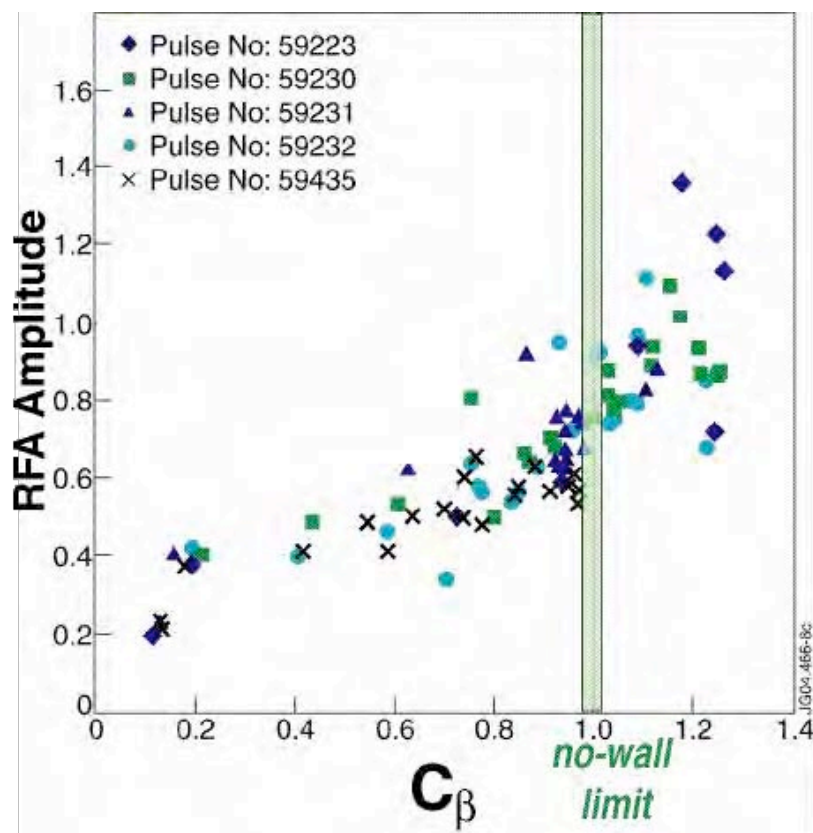 Pulse No: 59223
Pulse No: 59230
Pulse No: 59231
Pulse No: 59232
Pulse No: 59435
RFA Amplitude
1.6
1.4
1.2
1.0
0.8
0.6
0.4
0.2
0
0 0.2 0.4 0.6 0.8 1.0 1.2 1.4
no-wall
limit
Cβ
JG04.466-8c